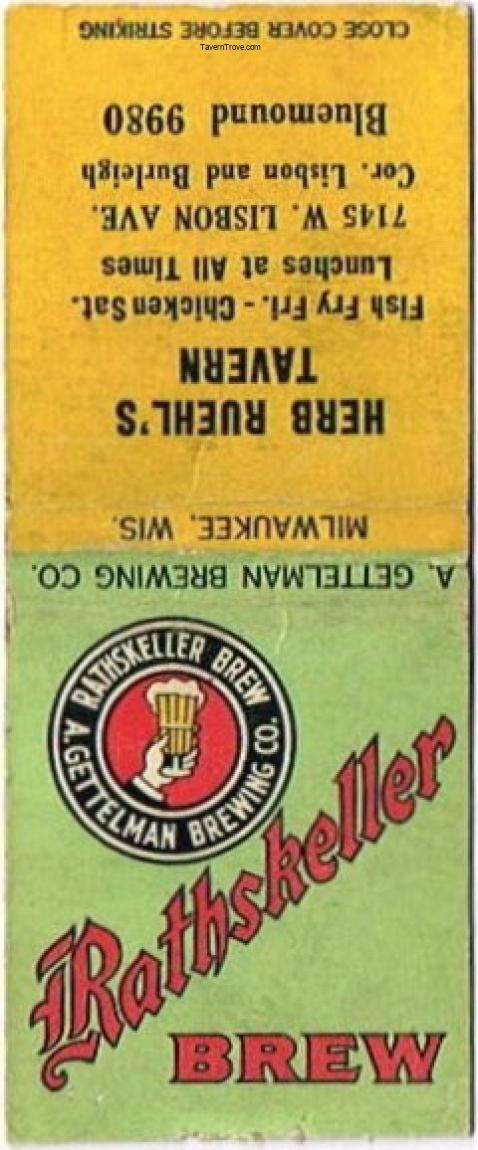 CLOSE COVER BEFORE STRIKING
TavernTrove.com
HERB RUEHL'S
TAVERN
Fish Fry Fri. - Chicken Sat.
Lunches at All Times
7145 W. LISBON AVE.
Cor. Lisbon and Burleigh
Bluemound 9980
A. GETTELMAN BREWING CO.
MILWAUKEE, WIS.
RATHSKELLER BREW
A. GETTELMAN BREWING CO.
Rathskeller
BREW